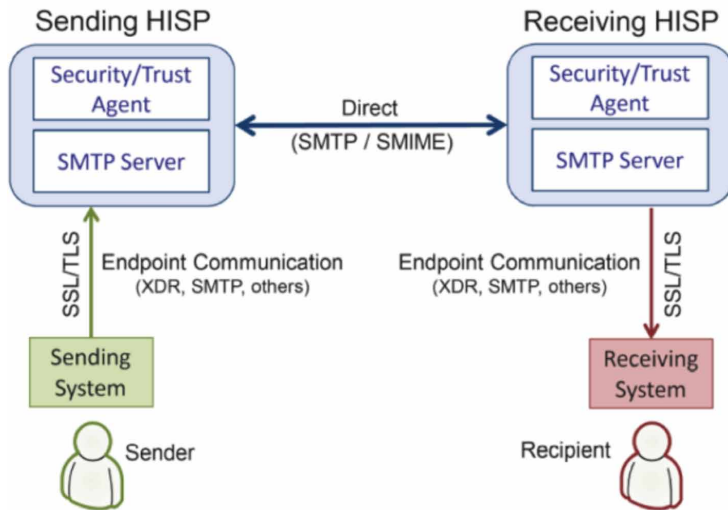 Sending HISP
Receiving HISP
Security/Trust
Agent
SMTP Server
Direct
(SMTP / SMIME)
Security/Trust
Agent
SMTP Server
SSL/TLS
Endpoint Communication
(XDR, SMTP, others)
Endpoint Communication
(XDR, SMTP, others)
SSL/TLS
Sending
System
Receiving
System
Sender
Recipient